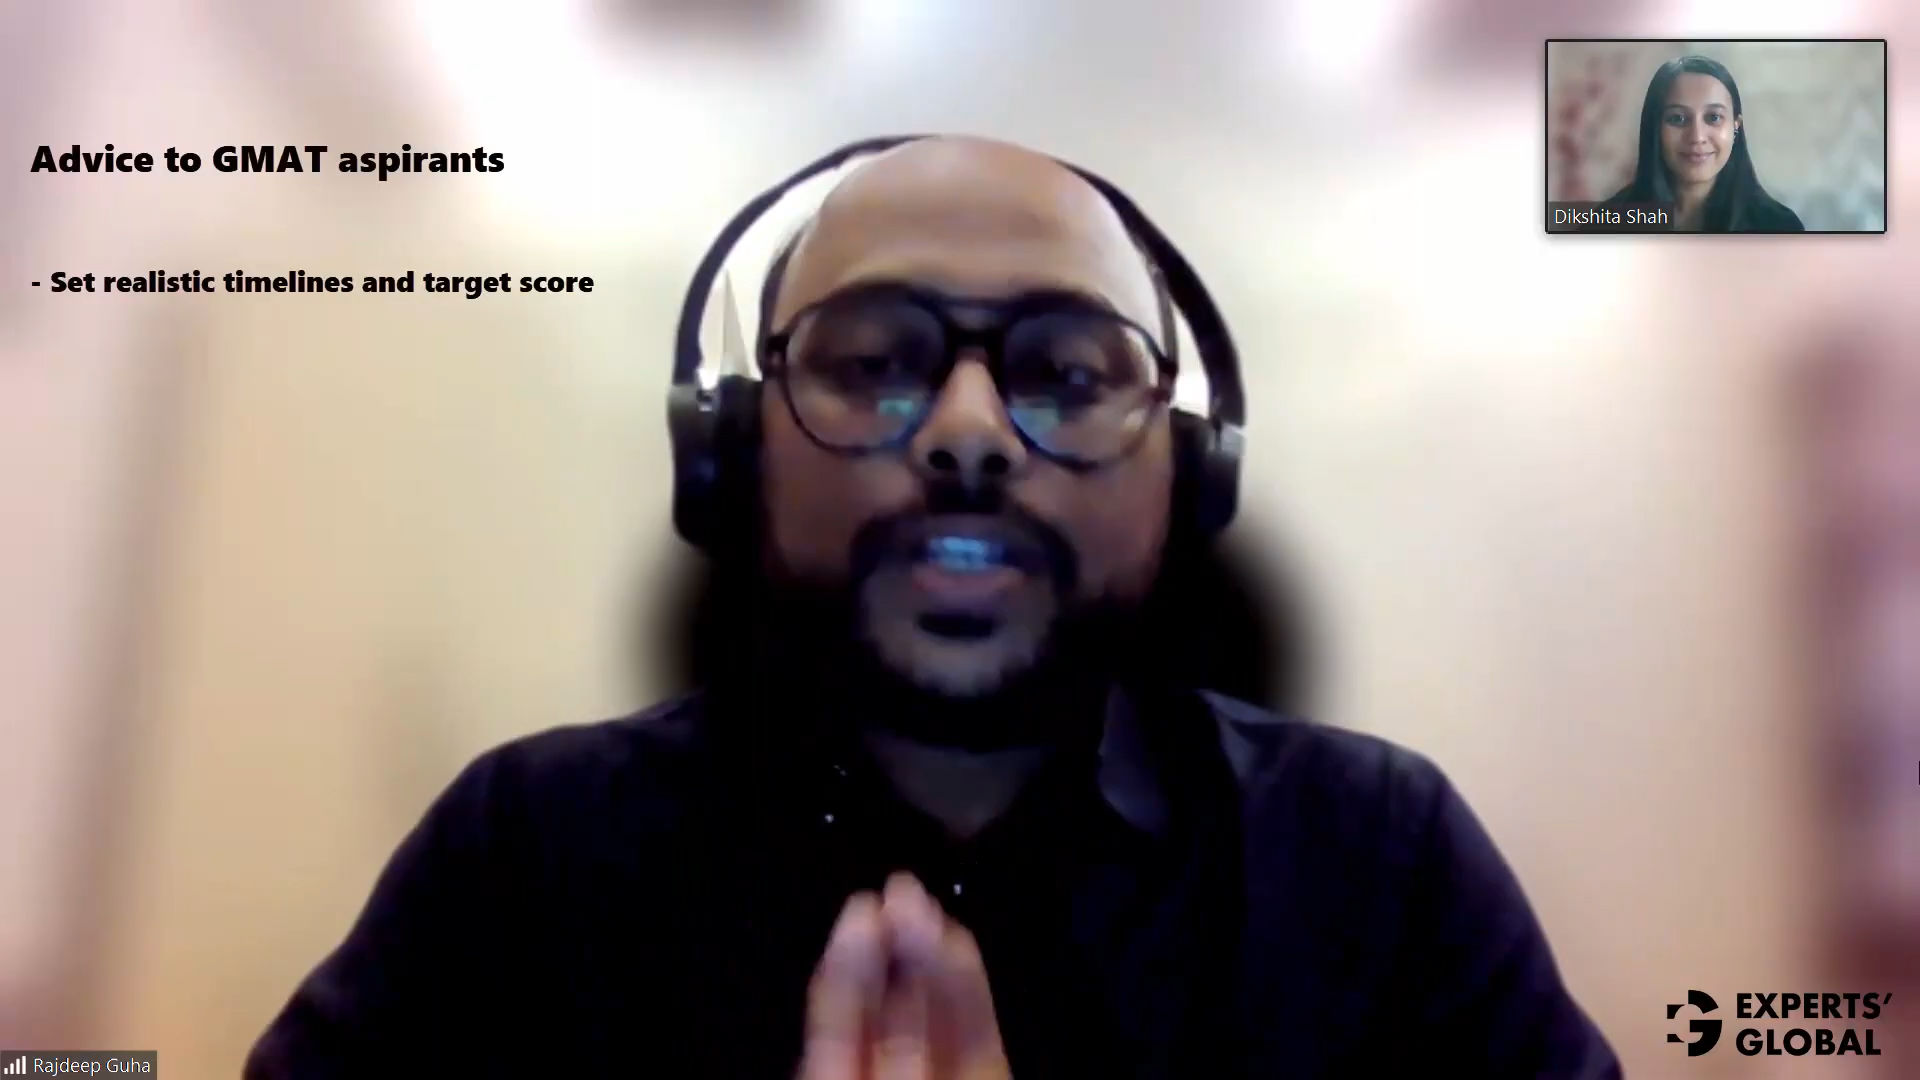 Advice to GMAT aspirants
- Set realistic timelines and target score
Dikshita Shah
EXPERTS'
GLOBAL
Rajdeep Guha